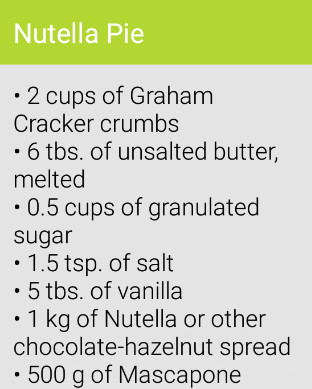 Nutella Pie
• 2 cups of Graham
Cracker crumbs
• 6 tbs. of unsalted butter,
melted
• 0.5 cups of granulated
sugar
• 1.5 tsp. of salt
• 5 tbs. of vanilla
• 1 kg of Nutella or other
chocolate-hazelnut spread
• 500 g of Mascapone